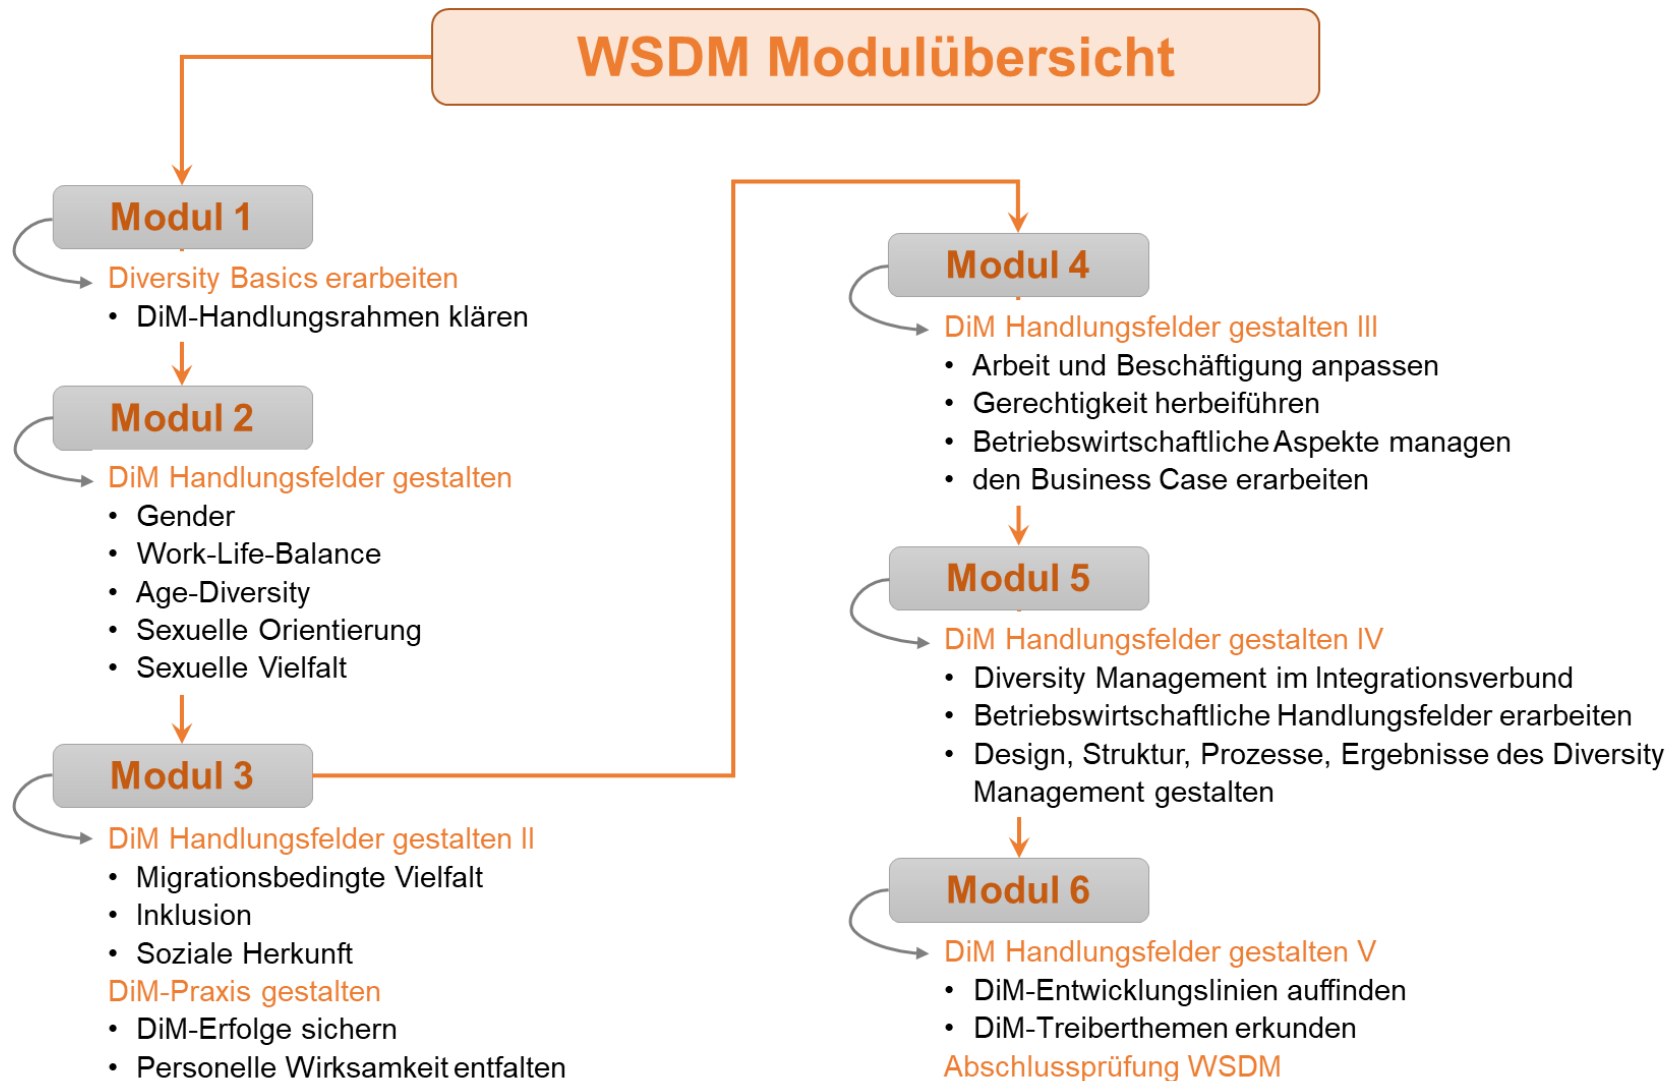 WSDM Modulübersicht
Modul 1
Diversity Basics erarbeiten
• DiM-Handlungsrahmen klären
Modul 2
DiM Handlungsfelder gestalten
• Gender
• Work-Life-Balance
• Age-Diversity
• Sexuelle Orientierung
• Sexuelle Vielfalt
Modul 3
DiM Handlungsfelder gestalten II
• Migrationsbedingte Vielfalt
• Inklusion
• Soziale Herkunft
DiM-Praxis gestalten
• DiM-Erfolge sichern
• Personelle Wirksamkeit entfalten
Modul 4
DiM Handlungsfelder gestalten III
• Arbeit und Beschäftigung anpassen
• Gerechtigkeit herbeiführen
• Betriebswirtschaftliche Aspekte managen
• den Business Case erarbeiten
Modul 5
DiM Handlungsfelder gestalten IV
• Diversity Management im Integrationsverbund
• Betriebswirtschaftliche Handlungsfelder erarbeiten
• Design, Struktur, Prozesse, Ergebnisse des Diversity
Management gestalten
Modul 6
DiM Handlungsfelder gestalten V
• DiM-Entwicklungslinien auffinden
• DiM-Treiberthemen erkunden
Abschlussprüfung WSDM